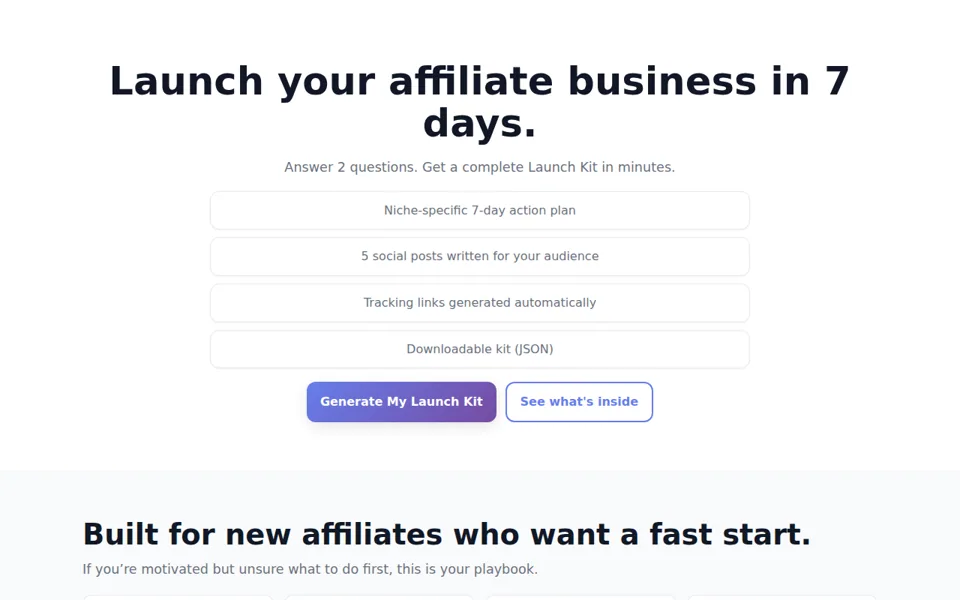 Launch your affiliate business in 7
days.
Answer 2 questions. Get a complete Launch Kit in minutes.
Niche-specific 7-day action plan
5 social posts written for your audience
Tracking links generated automatically
Downloadable kit (JSON)
Generate My Launch Kit
See what's inside
Built for new affiliates who want a fast start.
If you’re motivated but unsure what to do first, this is your playbook.